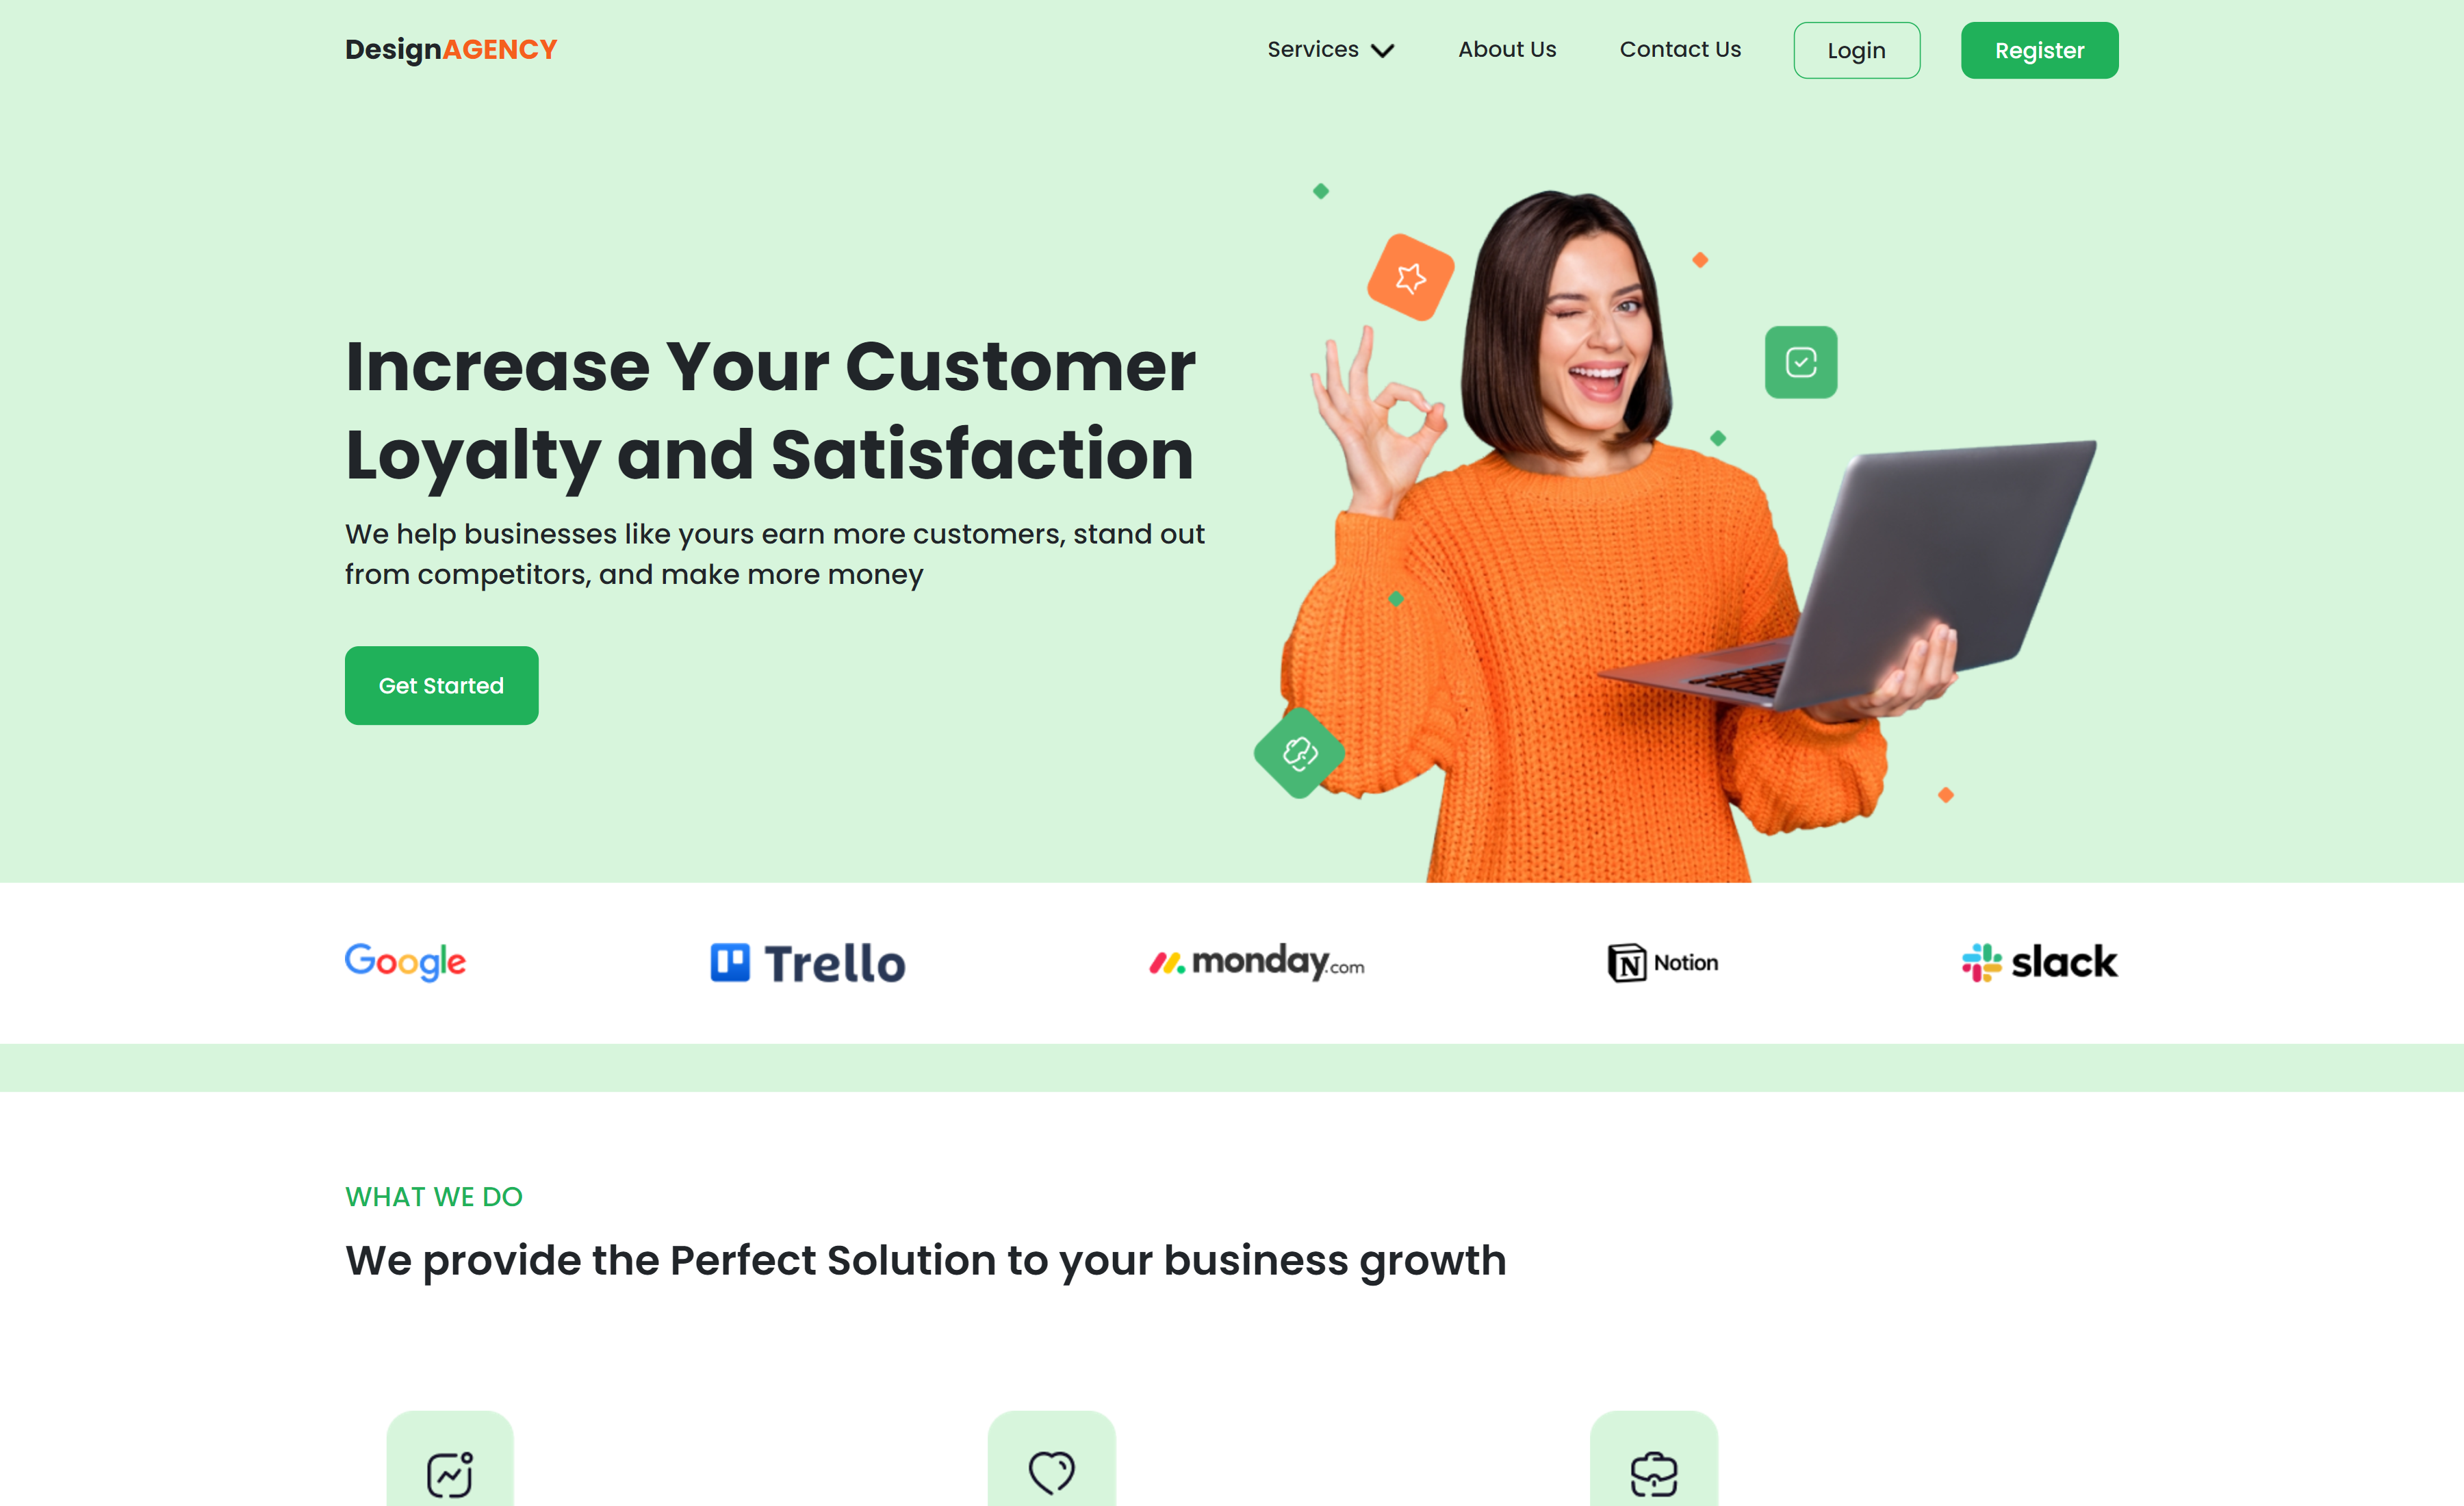 DesignAGENCY
Services
About Us
Contact Us
Login
Register
Increase Your Customer
Loyalty and Satisfaction
We help businesses like yours earn more customers, stand out
from competitors, and make more money
Get Started
Google
Trello
monday.com
Notion
slack
WHAT WE DO
We provide the Perfect Solution to your business growth